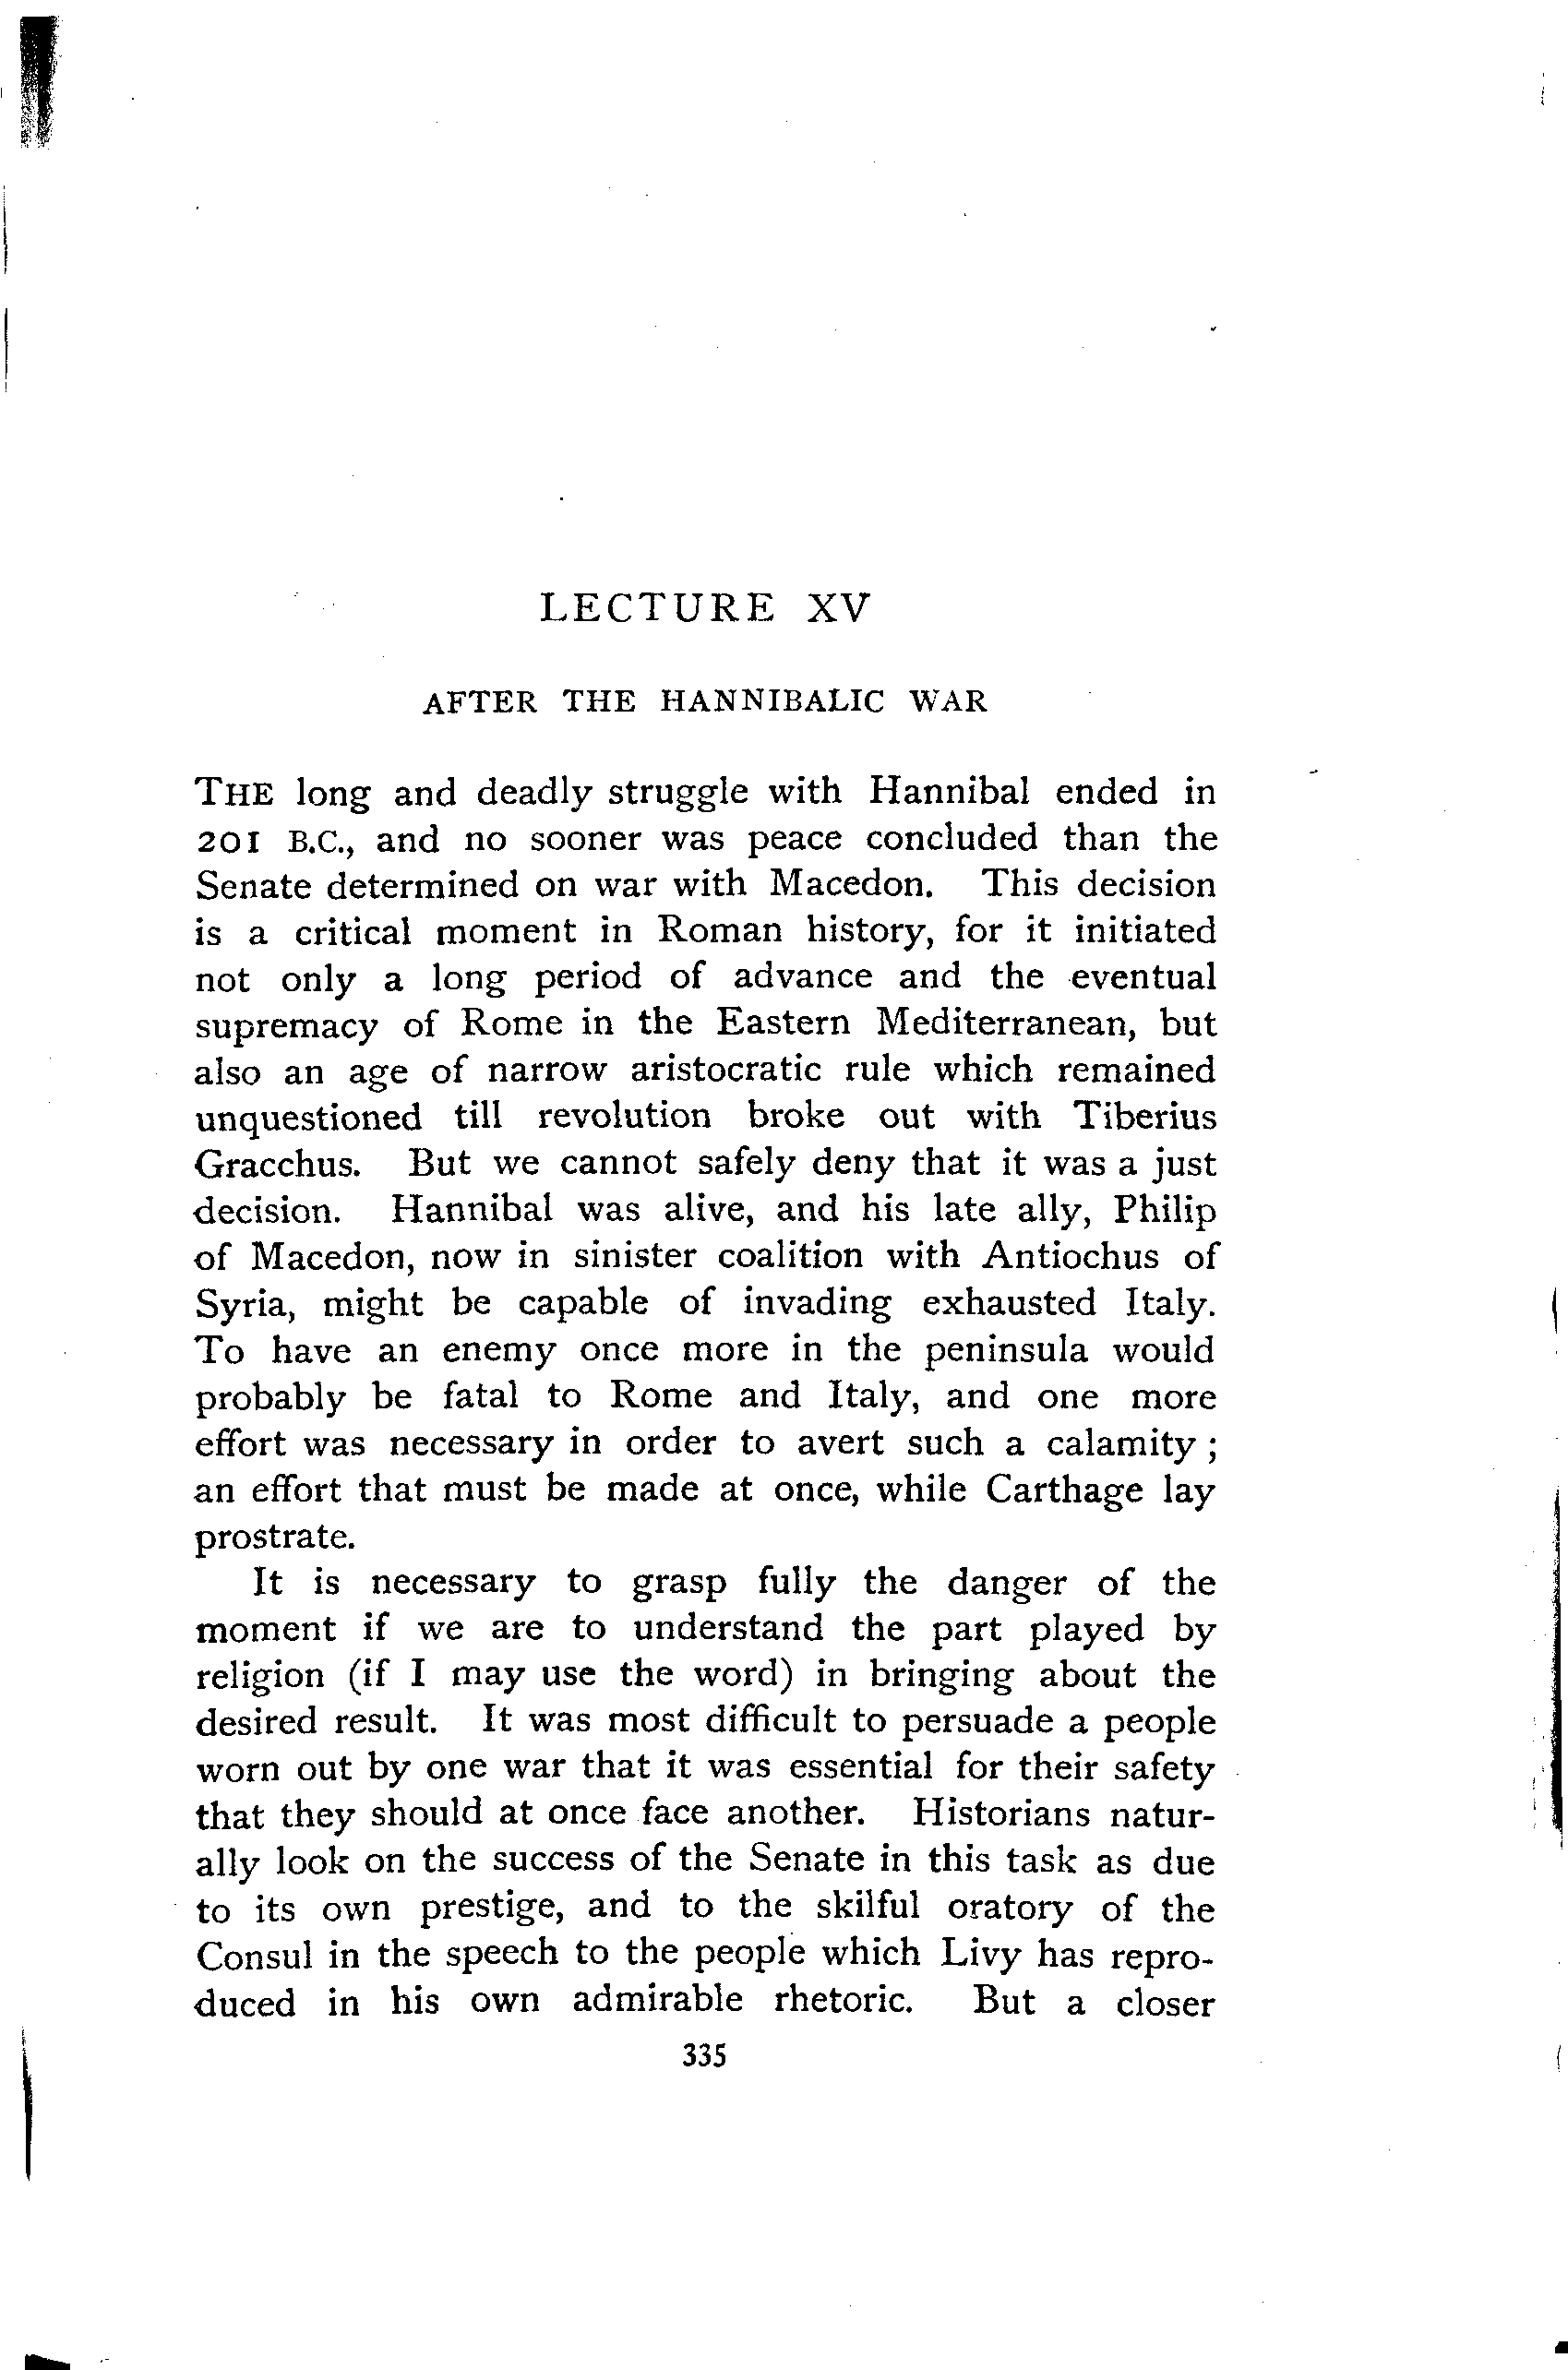 LECTURE XV
AFTER THE HANNIBALIC WAR
THE long and deadly struggle with Hannibal ended in
201 B.C., and no sooner was peace concluded than the
Senate determined on war with Macedon. This decision
is a critical moment in Roman history, for it initiated
not only a long period of advance and the eventual
supremacy of Rome in the Eastern Mediterranean, but
also an age of narrow aristocratic rule which remained
unquestioned till revolution broke out with Tiberius
Gracchus. But we cannot safely deny that it was a just
decision. Hannibal was alive, and his late ally, Philip
of Macedon, now in sinister coalition with Antiochus of
Syria, might be capable of invading exhausted Italy.
To have an enemy once more in the peninsula would
probably be fatal to Rome and Italy, and one more
effort was necessary in order to avert such a calamity ;
an effort that must be made at once, while Carthage lay
prostrate.
It is necessary to grasp fully the danger of the
moment if we are to understand the part played by
religion (if I may use the word) in bringing about the
desired result. It was most difficult to persuade a people
worn out by one war that it was essential for their safety
that they should at once face another. Historians natur-
ally look on the success of the Senate in this task as due
to its own prestige, and to the skilful oratory of the
Consul in the speech to the people which Livy has repro-
duced in his own admirable rhetoric. But a closer
335